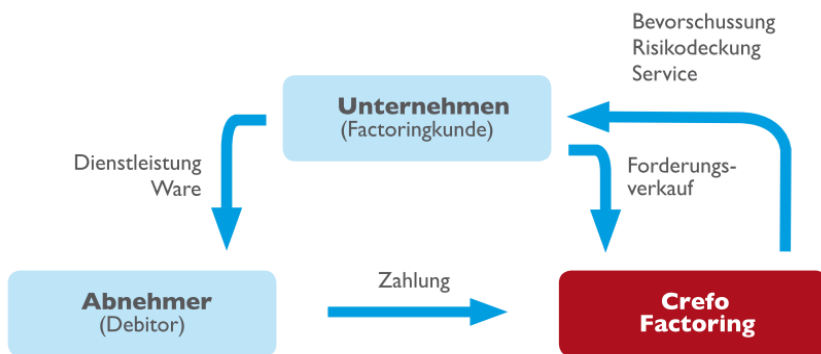 Bevorschussung
Risikodeckung
Service
Unternehmen
(Factoringkunde)
Dienstleistung
Ware
Forderungs-
verkauf
Zahlung
Abnehmer
(Debitor)
Crefo
Factoring